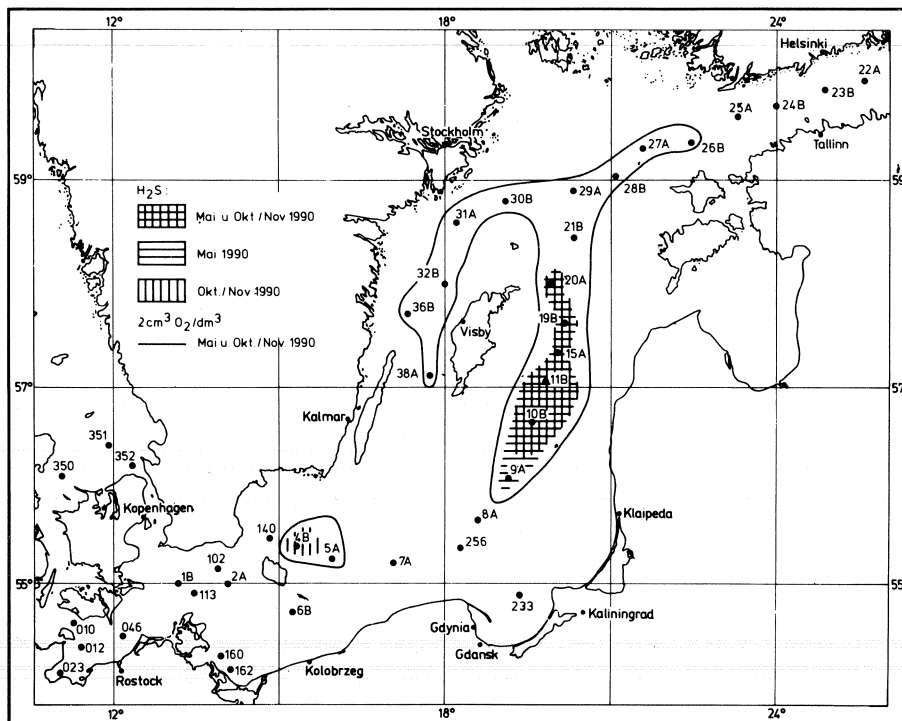 12° 18° 24°
Helsinki
22A
23B
24B
25A
Tallinn
Stockholm
27A
26B
59° 59
28B
29A
30B
H₂S :
Mai u Okt./Nov 1990
Mai 1990
Okt./Nov 1990
2cm³ O₂/dm³
Mai u. Okt./Nov 1990
31A
21B
32B
20A
36B
19B
Visby
15A
38A
11B
57° 57
Kalmar
10B
351
352
350
9A
Kopenhagen
8A
Klaipeda
140
4B
5A
256
102
7A
55° 55°
1B
2A
113
6B
233
Kaliningrad
010
046
Gdynia
012
Gdansk
160
023
162
Rostock
Kolobrzeg
12° 18° 24°